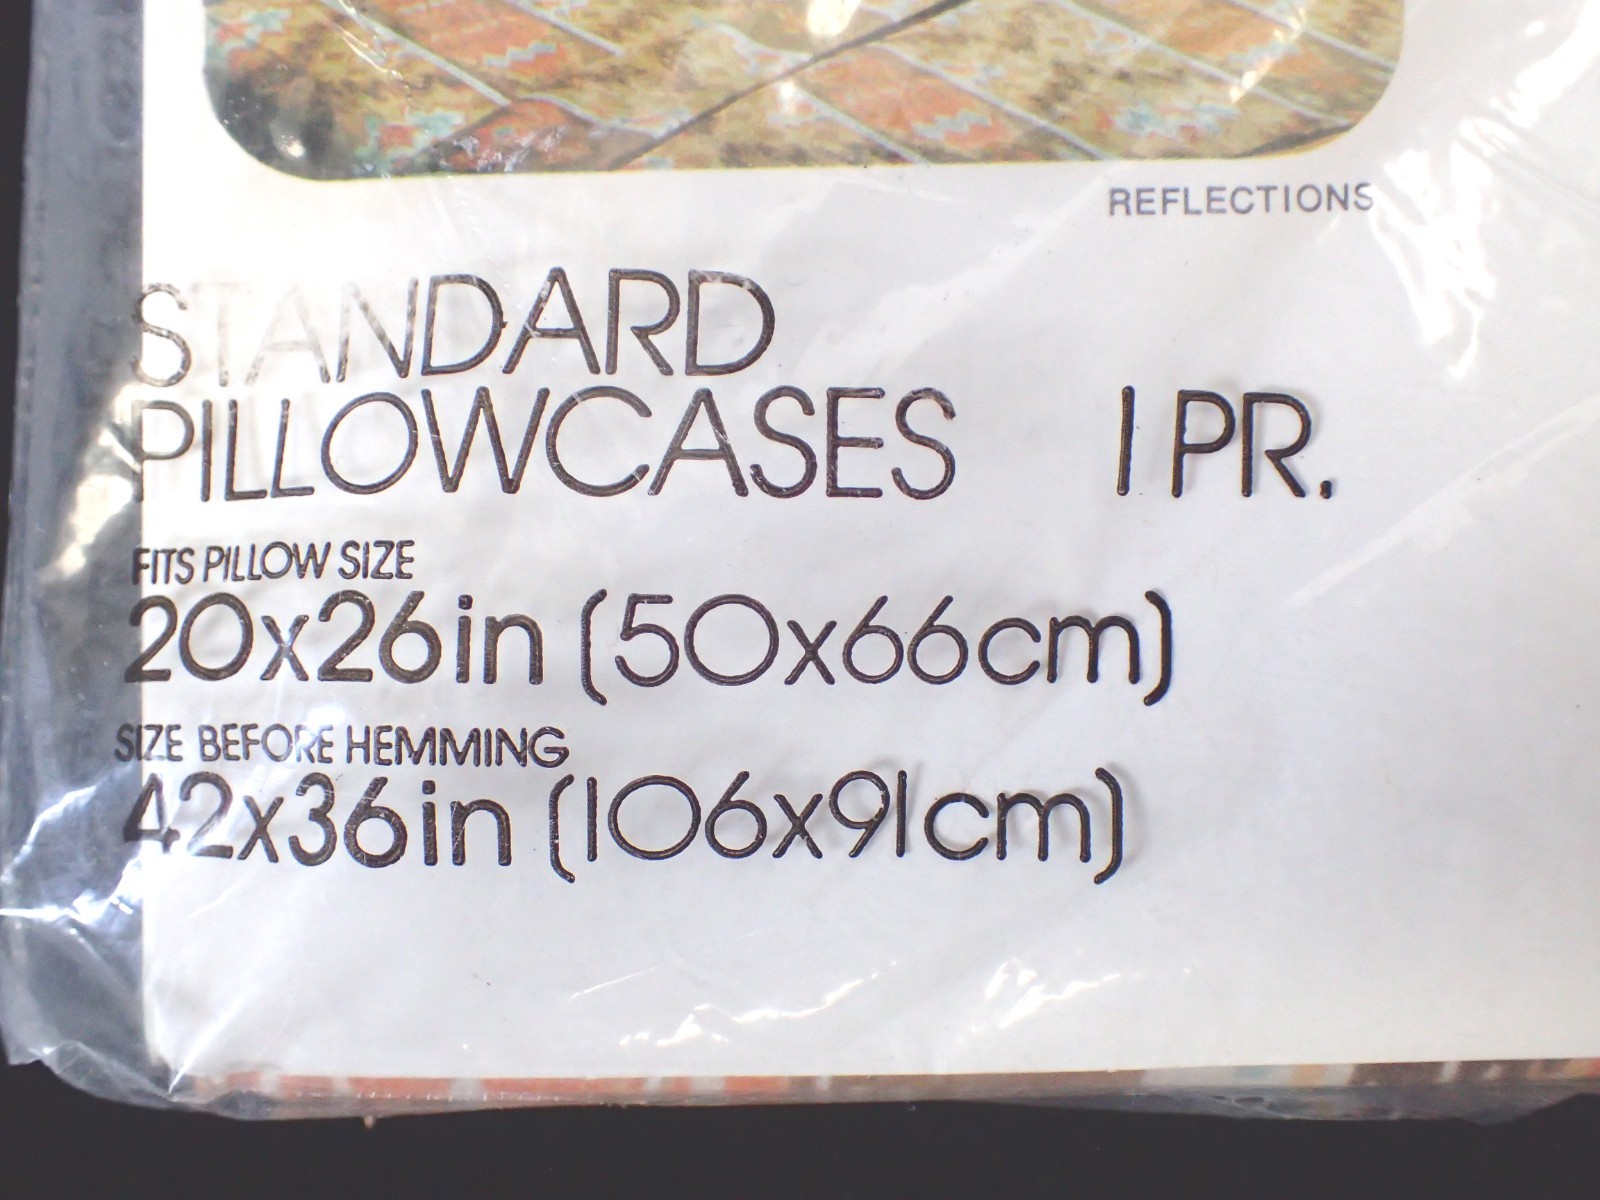 REFLECTIONS
STANDARD
PILLOWCASES 1 PR.
FITS PILLOW SIZE
20x26in (50x66cm)
SIZE BEFORE HEMMING
42x36in (106x91cm)